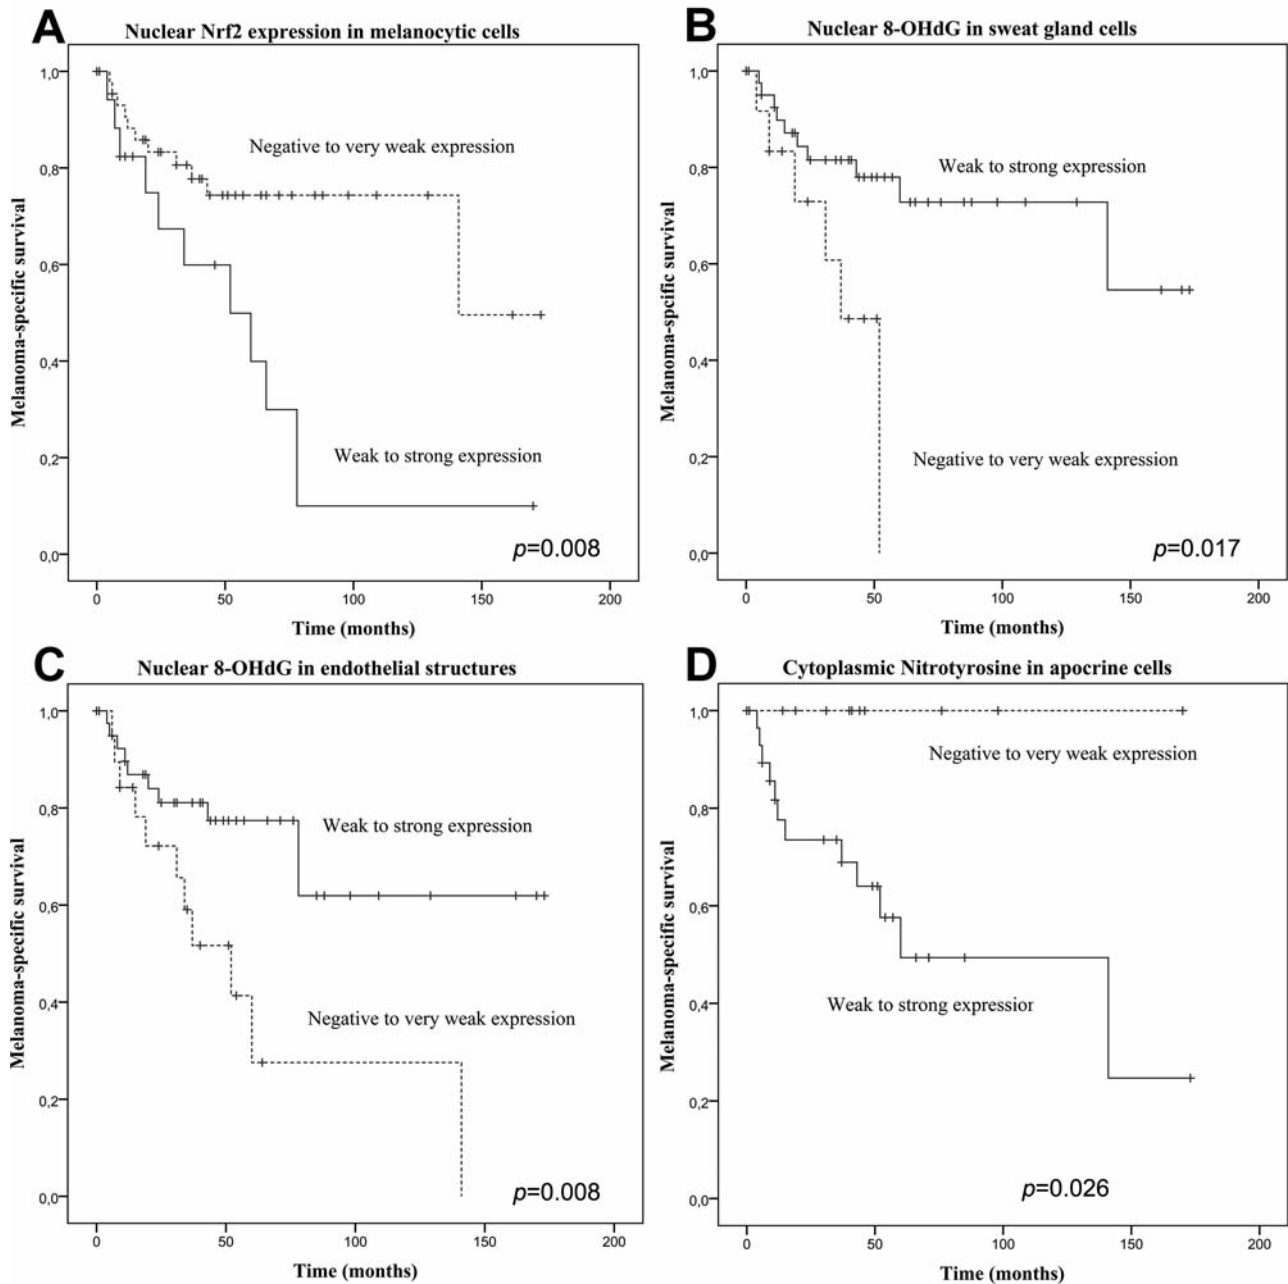 A
Nuclear Nrf2 expression in melanocytic cells
Melanoma-specific survival
1,0
0,8
0,6
0,4
0,2
0,0
Negative to very weak expression
Weak to strong expression
p=0.008
0 50 100 150 200
Time (months)
B
Nuclear 8-OHdG in sweat gland cells
Melanoma-spcific survival
1,0
0,8
0,6
0,4
0,2
0,0
Weak to strong expression
Negative to very weak expression
p=0.017
0 50 100 150 200
Time (months)
C
Nuclear 8-OHdG in endothelial structures
Melanoma-specific survival
1,0
0,8
0,6
0,4
0,2
0,0
Weak to strong expression
Negative to very weak expression
p=0.008
0 50 100 150 200
Time (months)
D
Cytoplasmic Nitrotyrosine in apocrine cells
Melanoma-specific survival
1,0
0,8
0,6
0,4
0,2
0,0
Negative to very weak expression
Weak to strong expression
p=0.026
0 50 100 150 200
Time (months)